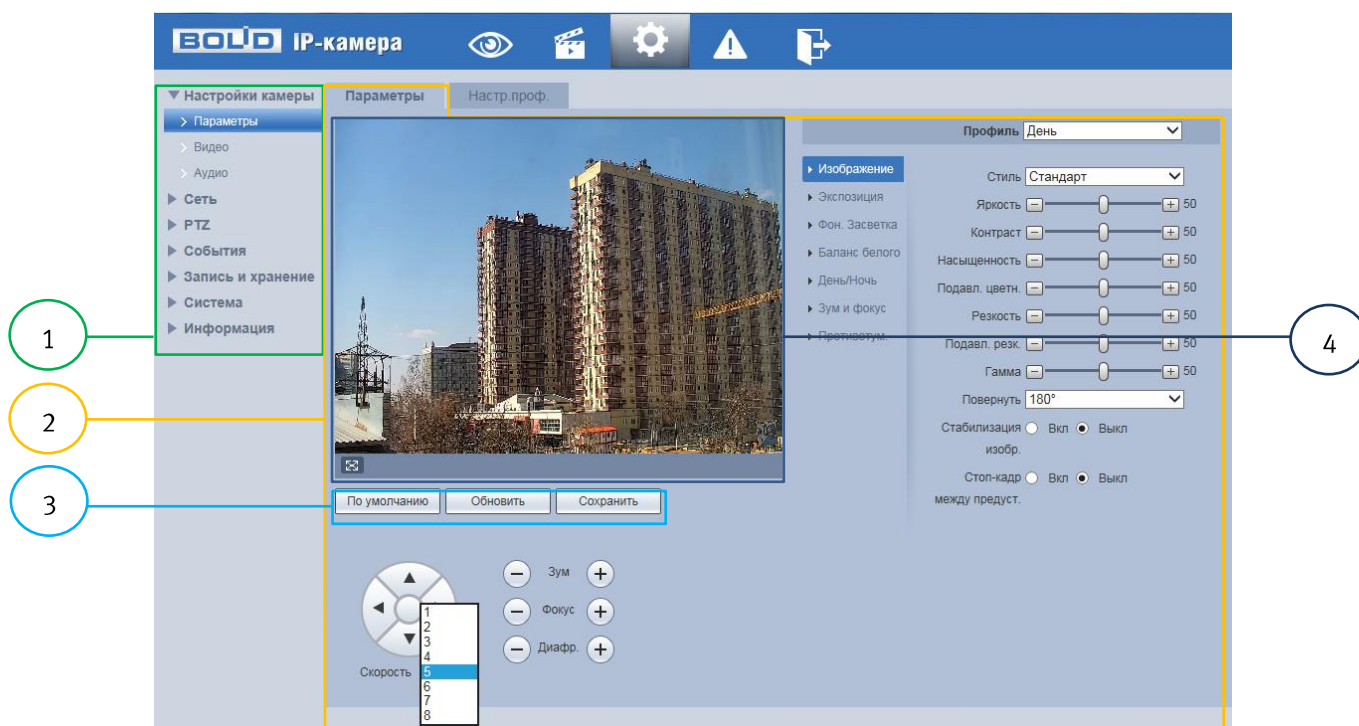 BOLID IP-камера
Настройки камеры
Параметры
Видео
Аудио
Сеть
PTZ
События
Запись и хранение
Система
Информация
1
2
3
4
Параметры
Настр.проф.
Профиль День
Изображение
Экспозиция
Фон. Засветка
Баланс белого
День/Ночь
Зум и фокус
Противотум.
Стиль Стандарт
Яркость 50
Контраст 50
Насыщенность 50
Подавл. цветн. 50
Резкость 50
Подавл. резк. 50
Гамма 50
Повернуть 180°
Стабилизация Вкл Выкл
изобр.
Стоп-кадр Вкл Выкл
между предуст.
По умолчанию Обновить Сохранить
Зум
Фокус
Диафр.
Скорость
1
2
3
4
5
6
7
8